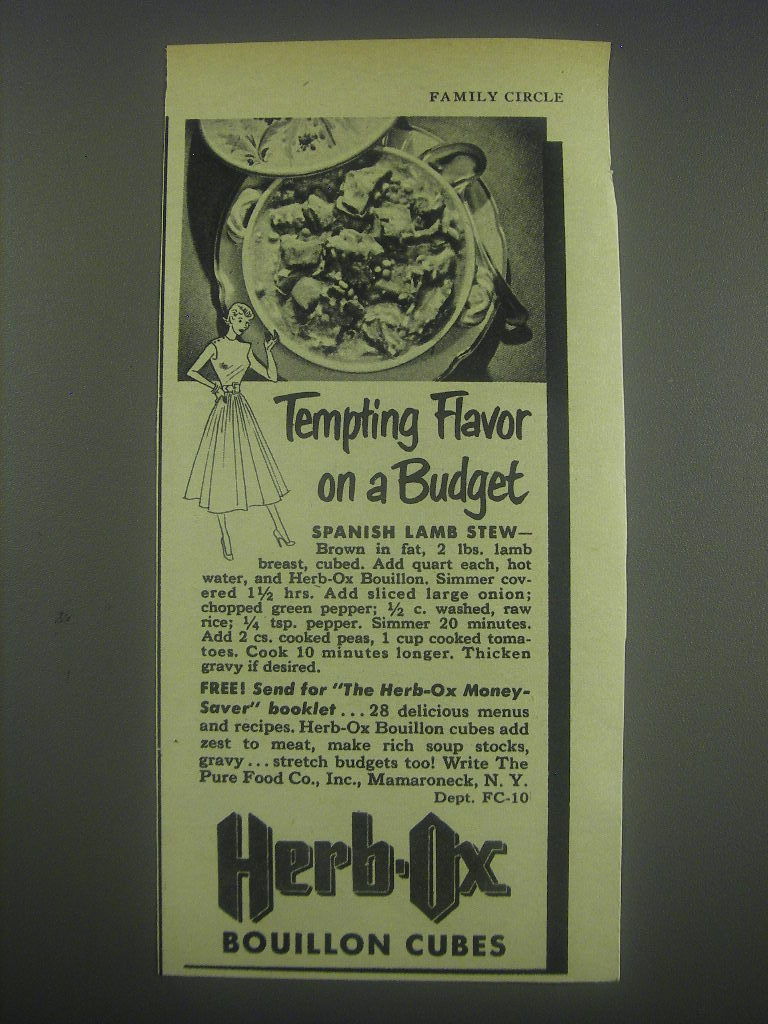 FAMILY CIRCLE
Tempting Flavor
on a Budget
SPANISH LAMB STEW—
Brown in fat, 2 lbs. lamb
breast, cubed. Add quart each, hot
water, and Herb-Ox Bouillon. Simmer cov-
ered 1½ hrs. Add sliced large onion;
chopped green pepper; ½ c. washed, raw
rice; ¼ tsp. pepper. Simmer 20 minutes.
Add 2 cs. cooked peas, 1 cup cooked toma-
toes. Cook 10 minutes longer. Thicken
gravy if desired.
FREE! Send for "The Herb-Ox Money-
Saver" booklet . . . 28 delicious menus
and recipes. Herb-Ox Bouillon cubes add
zest to meat, make rich soup stocks,
gravy . . . stretch budgets too! Write The
Pure Food Co., Inc., Mamaroneck, N. Y.
Dept. FC-10
Herb-Ox
BOUILLON CUBES